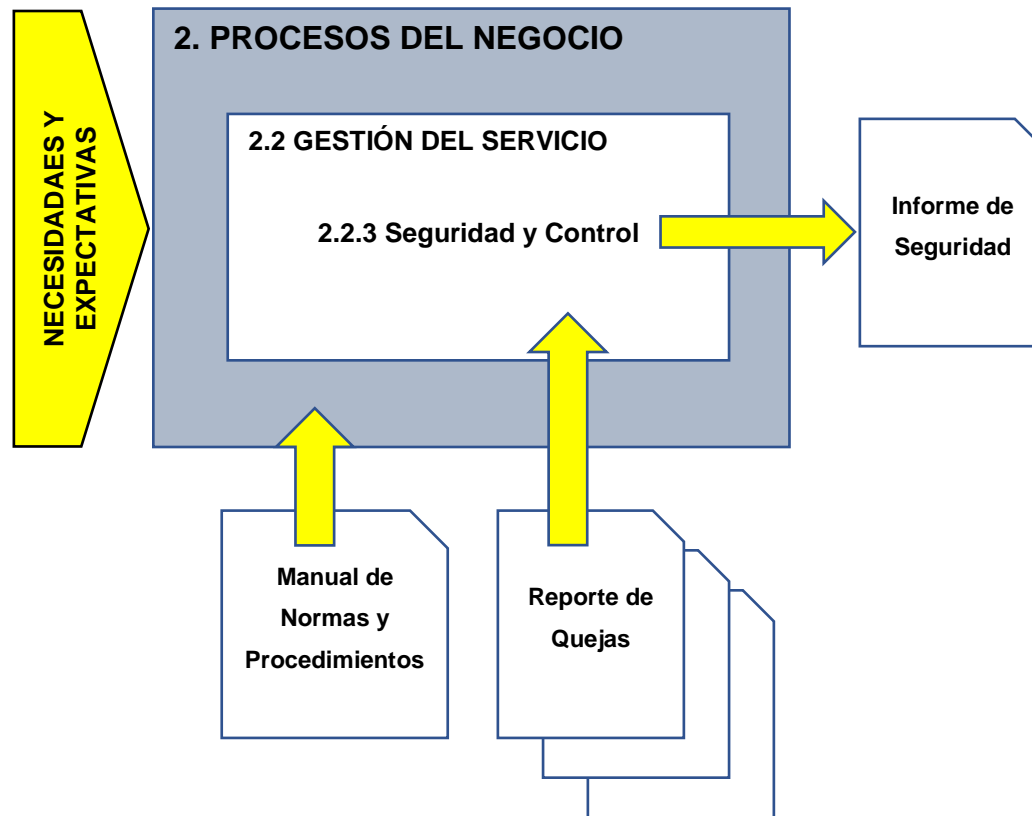 2. PROCESOS DEL NEGOCIO
NECESIDADAES Y
EXPECTATIVAS
2.2 GESTIÓN DEL SERVICIO
2.2.3 Seguridad y Control
Informe de
Seguridad
Manual de
Normas y
Procedimientos
Reporte de
Quejas